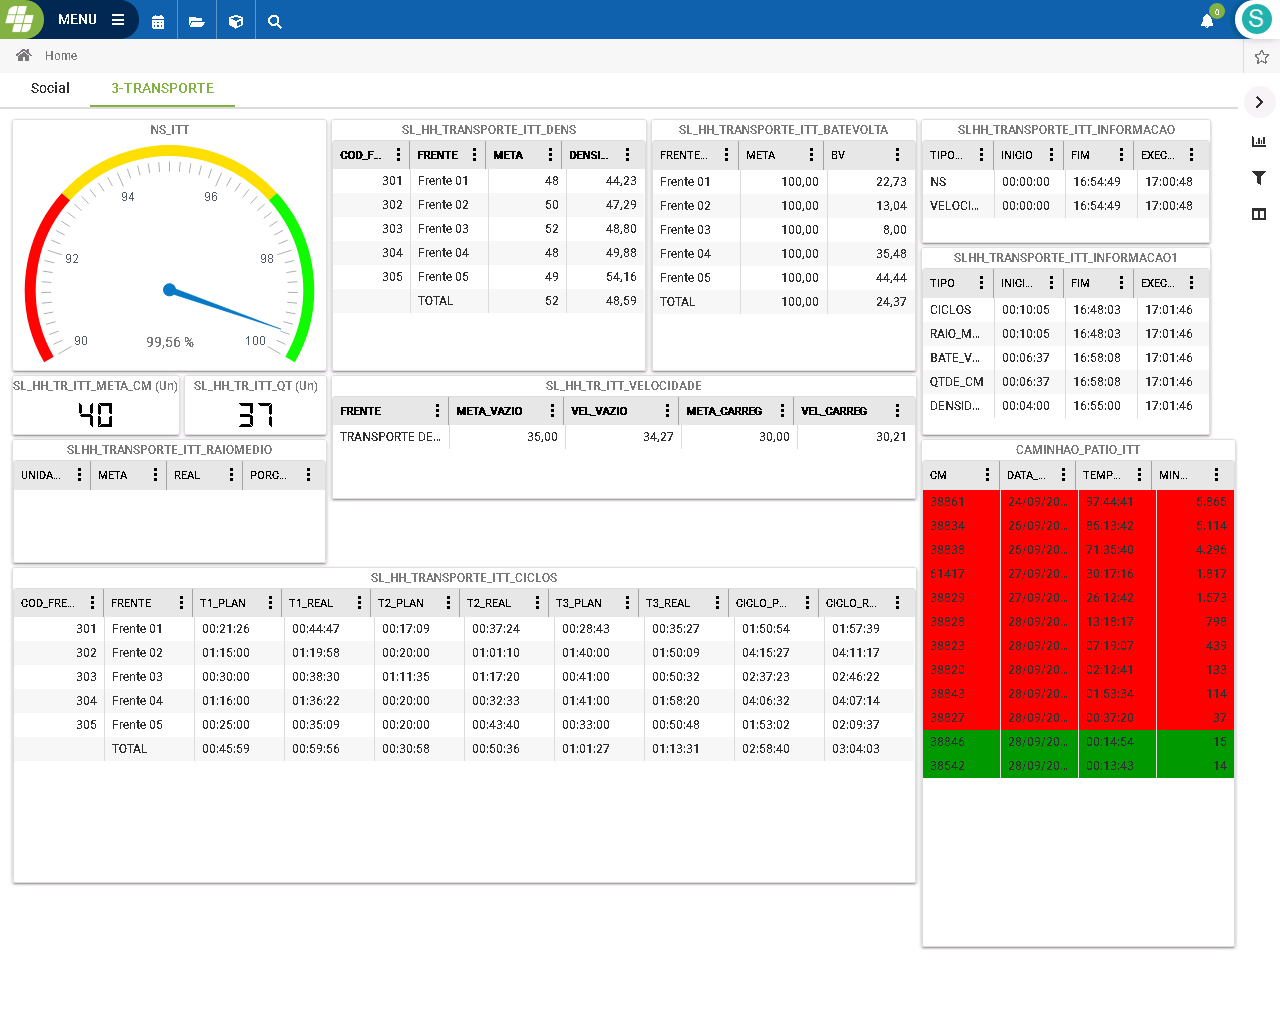 MENU
0
S
Home
Social 3-TRANSPORTE
NS_ITT
94 96
92 98
90 100
99,56 %
SL_HH_TRANSPORTE_ITT_DENS
COD_F... FRENTE META DENSI...
301 Frente 01 48 44,23
302 Frente 02 50 47,29
303 Frente 03 52 48,80
304 Frente 04 48 49,88
305 Frente 05 49 54,16
TOTAL 52 48,59
SL_HH_TRANSPORTE_ITT_BATEVOLTA
FRENTE... META BV
Frente 01 100,00 22,73
Frente 02 100,00 13,04
Frente 03 100,00 8,00
Frente 04 100,00 35,48
Frente 05 100,00 44,44
TOTAL 100,00 24,37
SLHH_TRANSPORTE_ITT_INFORMACAO
TIPO... INICIO FIM EXEC...
NS 00:00:00 16:54:49 17:00:48
VELOCI... 00:00:00 16:54:49 17:00:48
SLHH_TRANSPORTE_ITT_INFORMACAO1
TIPO INICI... FIM EXEC...
CICLOS 00:10:05 16:48:03 17:01:46
RAIO_M... 00:10:05 16:48:03 17:01:46
BATE_V... 00:06:37 16:58:08 17:01:46
QTDE_CM 00:06:37 16:58:08 17:01:46
DENSID... 00:04:00 16:55:00 17:01:46
SL_HH_TR_ITT_META_CM (Un)
40
SL_HH_TR_ITT_QT (Un)
37
SL_HH_TR_ITT_VELOCIDADE
FRENTE META_VAZIO VEL_VAZIO META_CARREG VEL_CARREG
TRANSPORTE DE... 35,00 34,27 30,00 30,21
SLHH_TRANSPORTE_ITT_RAIOMEDIO
UNIDA... META REAL PORC...
CAMINHAO_PATIO_ITT
CM DATA_... TEMP... MIN...
38861 24/09/20... 97:44:41 5.865
38834 25/09/20... 85:13:42 5.114
38838 25/09/20... 71:35:40 4.296
61417 27/09/20... 30:17:16 1.817
38829 27/09/20... 26:12:42 1.573
38828 28/09/20... 13:18:17 798
38823 28/09/20... 07:19:07 439
38820 28/09/20... 02:12:41 133
38843 28/09/20... 01:53:34 114
38827 28/09/20... 00:37:20 37
38846 28/09/20... 00:14:54 15
38542 28/09/20... 00:13:43 14
SL_HH_TRANSPORTE_ITT_CICLOS
COD_FRE... FRENTE T1_PLAN T1_REAL T2_PLAN T2_REAL T3_PLAN T3_REAL CICLO_P... CICLO_R...
301 Frente 01 00:21:26 00:44:47 00:17:09 00:37:24 00:28:43 00:35:27 01:50:54 01:57:39
302 Frente 02 01:15:00 01:19:58 00:20:00 01:01:10 01:40:00 01:50:09 04:15:27 04:11:17
303 Frente 03 00:30:00 00:38:30 01:11:35 01:17:20 00:41:00 00:50:32 02:37:23 02:46:22
304 Frente 04 01:16:00 01:36:22 00:20:00 00:32:33 01:41:00 01:58:20 04:06:32 04:07:14
305 Frente 05 00:25:00 00:35:09 00:20:00 00:43:40 00:33:00 00:50:48 01:53:02 02:09:37
TOTAL 00:45:59 00:59:56 00:30:58 00:50:36 01:01:27 01:13:31 02:58:40 03:04:03